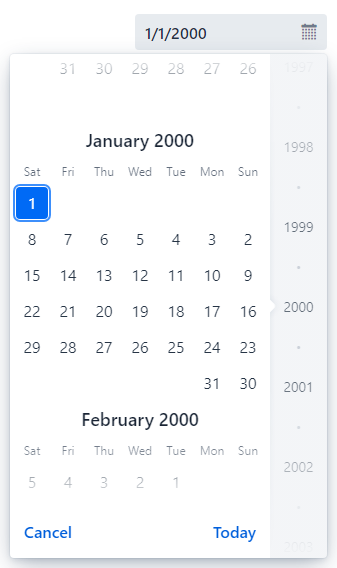 1/1/2000
31 30 29 28 27 26
January 2000
Sat Fri Thu Wed Tue Mon Sun
1
8 7 6 5 4 3 2
15 14 13 12 11 10 9
22 21 20 19 18 17 16
29 28 27 26 25 24 23
31 30
February 2000
Sat Fri Thu Wed Tue Mon Sun
5 4 3 2 1
Cancel Today
1997
1998
1999
2000
2001
2002
2003